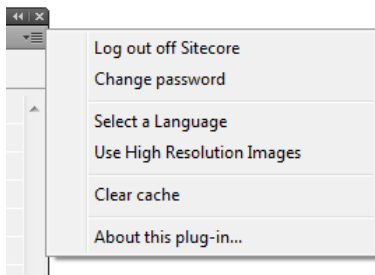 Log out off Sitecore
Change password
Select a Language
Use High Resolution Images
Clear cache
About this plug-in...